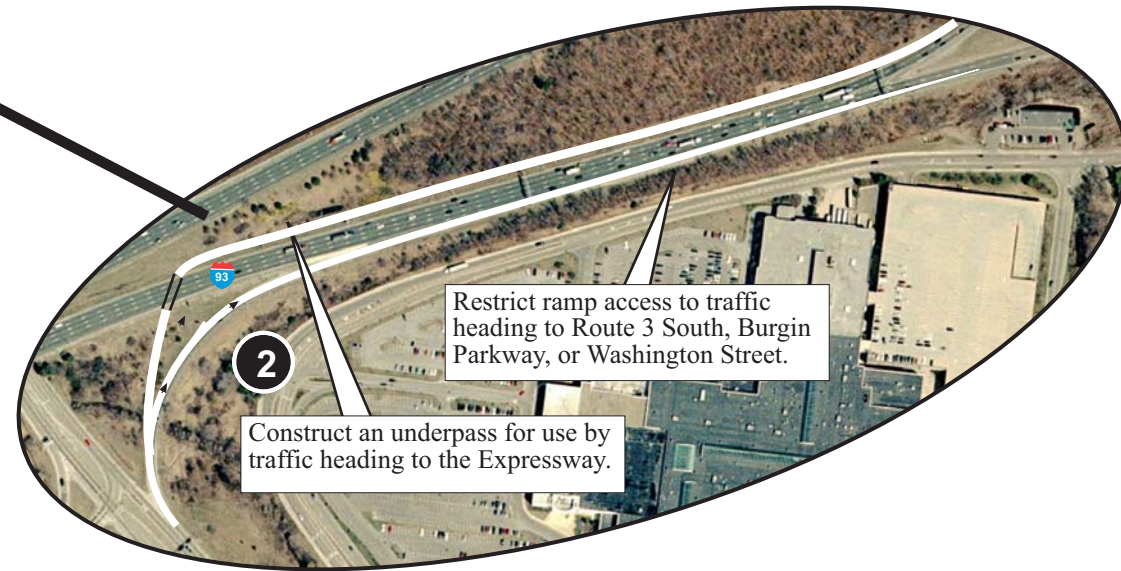 93
2
Restrict ramp access to traffic
heading to Route 3 South, Burgin
Parkway, or Washington Street.
Construct an underpass for use by
traffic heading to the Expressway.